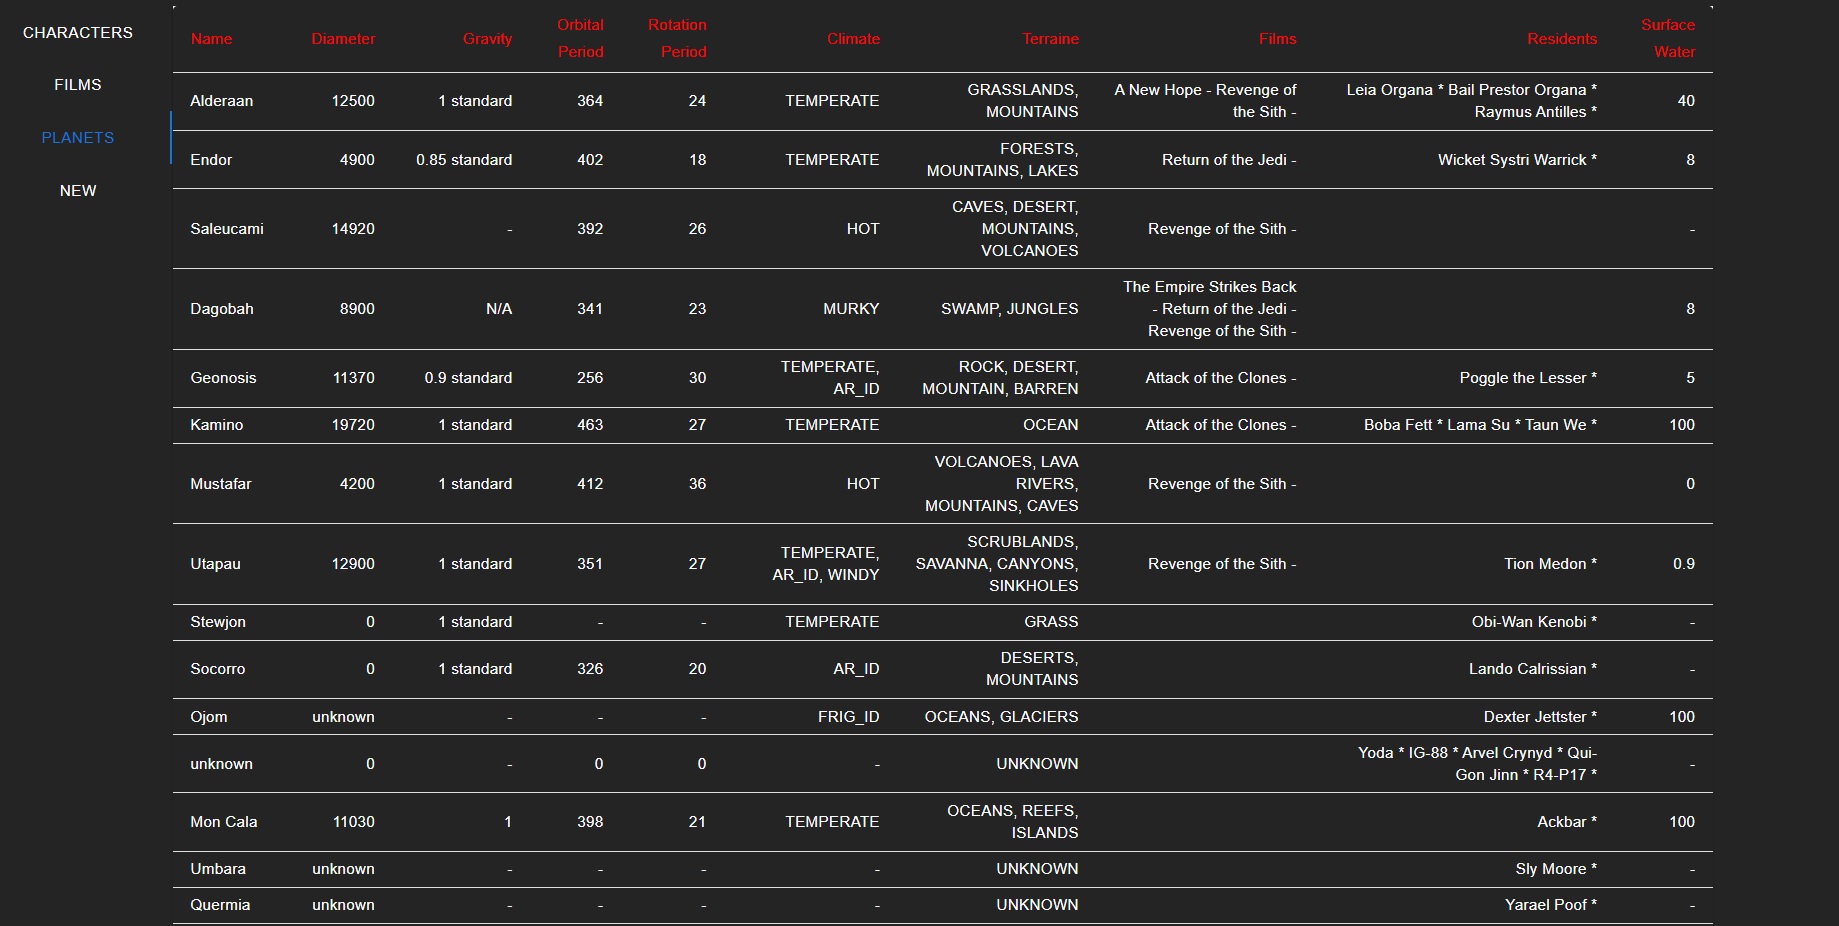 CHARACTERS
FILMS
PLANETS
NEW
Name Diameter Gravity Orbital Period Rotation Period Climate Terraine Films Residents Surface Water
Alderaan 12500 1 standard 364 24 TEMPERATE GRASSLANDS, MOUNTAINS A New Hope - Revenge of the Sith - Leia Organa * Bail Prestor Organa * Raymus Antilles * 40
Endor 4900 0.85 standard 402 18 TEMPERATE FORESTS, MOUNTAINS, LAKES Return of the Jedi - Wicket Systri Warrick * 8
Saleucami 14920 - 392 26 HOT CAVES, DESERT, MOUNTAINS, VOLCANOES Revenge of the Sith - -
Dagobah 8900 N/A 341 23 MURKY SWAMP, JUNGLES The Empire Strikes Back - Return of the Jedi - Revenge of the Sith - 8
Geonosis 11370 0.9 standard 256 30 TEMPERATE, AR_ID ROCK, DESERT, MOUNTAIN, BARREN Attack of the Clones - Poggle the Lesser * 5
Kamino 19720 1 standard 463 27 TEMPERATE OCEAN Attack of the Clones - Boba Fett * Lama Su * Taun We * 100
Mustafar 4200 1 standard 412 36 HOT VOLCANOES, LAVA RIVERS, MOUNTAINS, CAVES Revenge of the Sith - 0
Utapau 12900 1 standard 351 27 TEMPERATE, AR_ID, WINDY SCRUBLANDS, SAVANNA, CANYONS, SINKHOLES Revenge of the Sith - Tion Medon * 0.9
Stewjon 0 1 standard - - TEMPERATE GRASS Obi-Wan Kenobi * -
Socorro 0 1 standard 326 20 AR_ID DESERTS, MOUNTAINS Lando Calrissian * -
Ojom unknown - - - FRIG_ID OCEANS, GLACIERS Dexter Jettster * 100
unknown 0 - 0 0 - UNKNOWN Yoda * IG-88 * Arvel Crynyd * Qui-Gon Jinn * R4-P17 * -
Mon Cala 11030 1 398 21 TEMPERATE OCEANS, REEFS, ISLANDS Ackbar * 100
Umbara unknown - - - - UNKNOWN Sly Moore * -
Quermia unknown - - - - UNKNOWN Yarael Poof * -